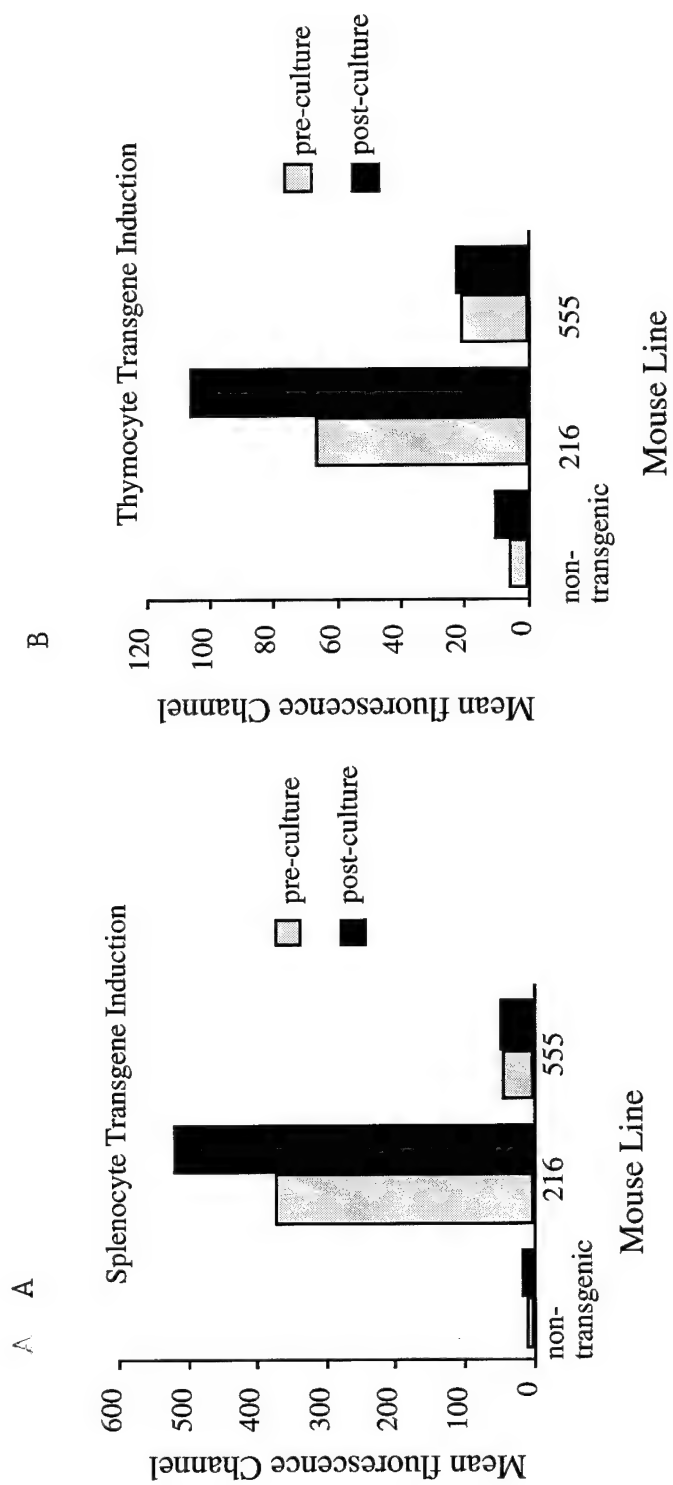 A A
Splenocyte Transgene Induction
Mean fluorescence Channel
600
500
400
300
200
100
0
non-
transgenic
216
555
Mouse Line
pre-culture
post-culture
B
Thymocyte Transgene Induction
Mean fluorescence Channel
120
100
80
60
40
20
0
non-
transgenic
216
555
Mouse Line
pre-culture
post-culture